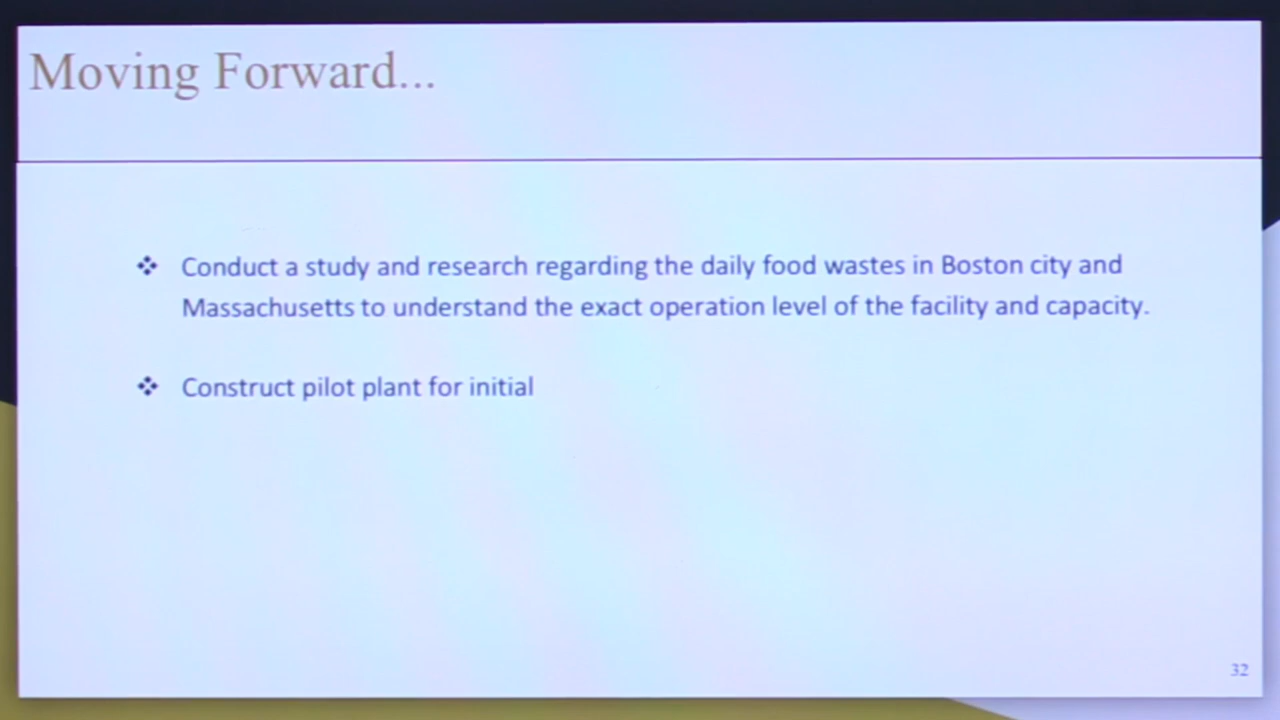 Moving Forward...
❖ Conduct a study and research regarding the daily food wastes in Boston city and
Massachusetts to understand the exact operation level of the facility and capacity.
❖ Construct pilot plant for initial
32